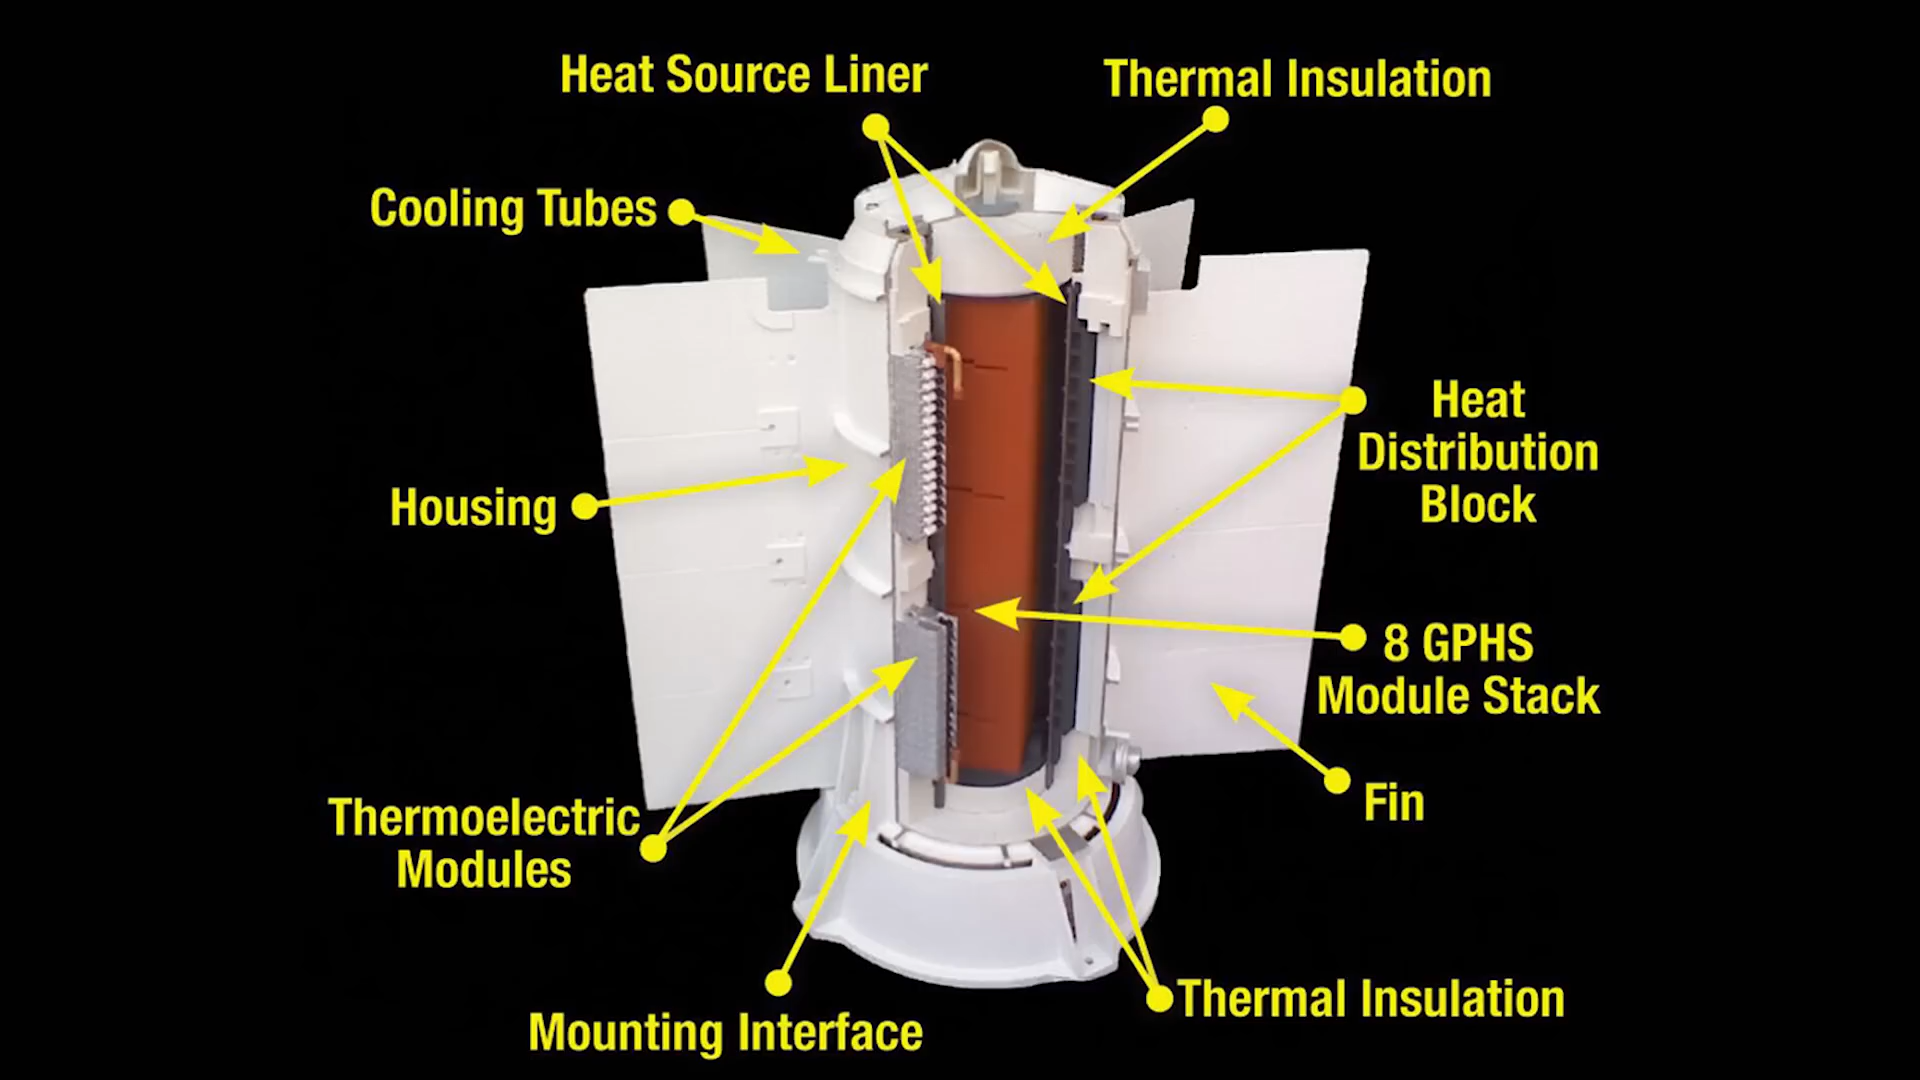 Heat Source Liner
Thermal Insulation
Cooling Tubes
Heat
Distribution
Block
Housing
8 GPHS
Module Stack
Fin
Thermoelectric
Modules
Thermal Insulation
Mounting Interface